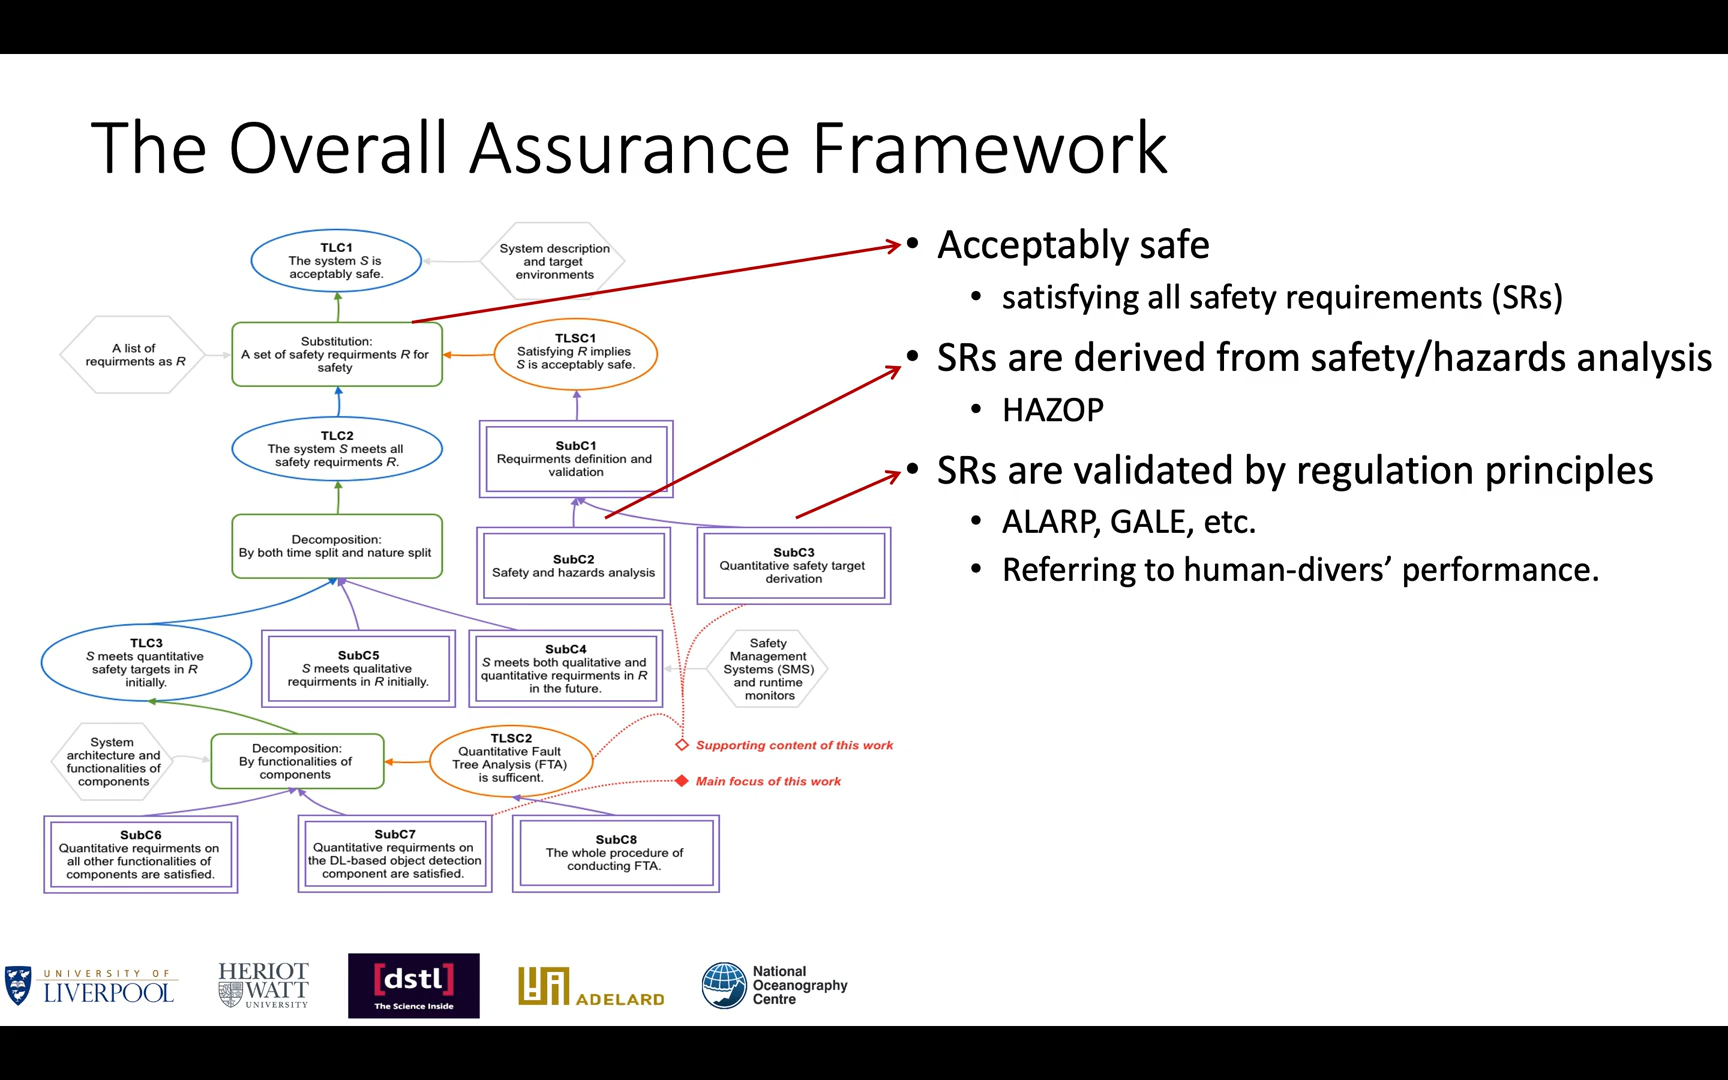 The Overall Assurance Framework
TLC1
The system S is
acceptably safe.
System description
and target
environments
A list of
requirments as R
Substitution:
A set of safety requirments R for
safety
TLSC1
Satisfying R implies
S is acceptably safe.
TLC2
The system S meets all
safety requirments R.
SubC1
Requirments definition and
validation
Decomposition:
By both time split and nature split
SubC2
Safety and hazards analysis
SubC3
Quantitative safety target
derivation
TLC3
S meets quantitative
safety targets in R
initially.
SubC5
S meets qualitative
requirments in R initially.
SubC4
S meets both qualitative and
quantitative requirments in R
in the future.
Safety
Management
Systems (SMS)
and runtime
monitors
System
architecture and
functionalities of
components
Decomposition:
By functionalities of
components
TLSC2
Quantitative Fault
Tree Analysis (FTA)
is sufficent.
Supporting content of this work
Main focus of this work
SubC6
Quantitative requirments on
all other functionalities of
components are satisfied.
SubC7
Quantitative requirments on
the DL-based object detection
component are satisfied.
SubC8
The whole procedure of
conducting FTA.
• Acceptably safe
• satisfying all safety requirements (SRs)
• SRs are derived from safety/hazards analysis
• HAZOP
• SRs are validated by regulation principles
• ALARP, GALE, etc.
• Referring to human-divers’ performance.
UNIVERSITY OF
LIVERPOOL
HERIOT
WATT
UNIVERSITY
[dstl]
The Science Inside
ADELARD
National
Oceanography
Centre